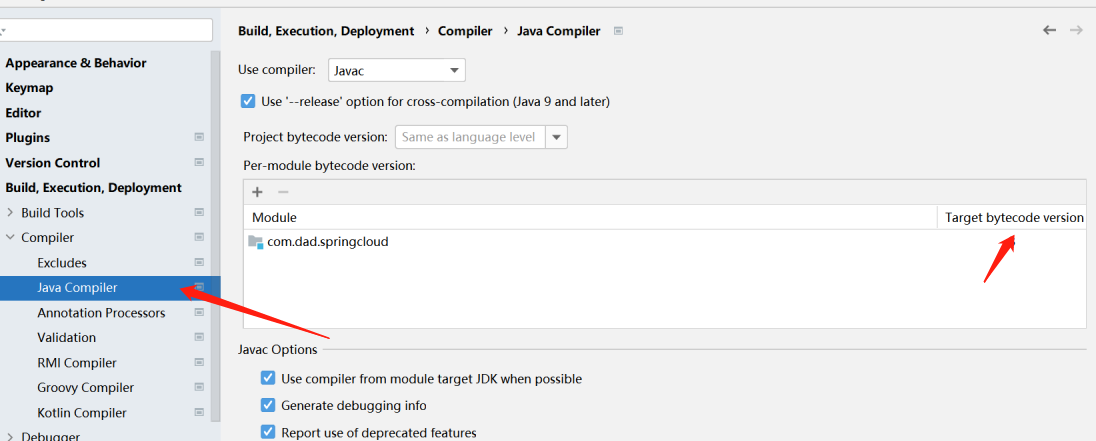 Build, Execution, Deployment › Compiler › Java Compiler
Appearance & Behavior
Keymap
Editor
Plugins
Version Control
Build, Execution, Deployment
Build Tools
Compiler
Excludes
Java Compiler
Annotation Processors
Validation
RMI Compiler
Groovy Compiler
Kotlin Compiler
Debugger
Use compiler: Javac
Use '--release' option for cross-compilation (Java 9 and later)
Project bytecode version: Same as language level
Per-module bytecode version:
Module Target bytecode version
com.dad.springcloud
Javac Options
Use compiler from module target JDK when possible
Generate debugging info
Report use of deprecated features